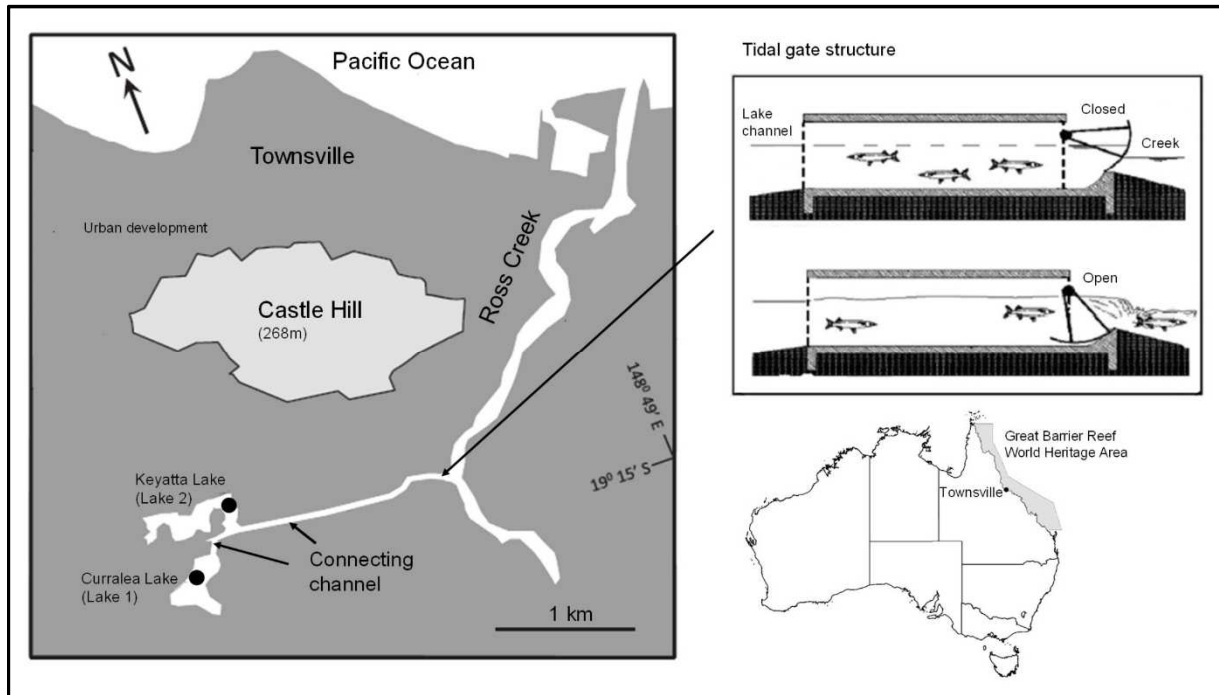 N
Pacific Ocean
Townsville
Urban development
Castle Hill
(268m)
Ross Creek
148⁰ 49’ E
19⁰ 15’ S
Keyatta Lake
(Lake 2)
Curralea Lake
(Lake 1)
Connecting
channel
1 km
Tidal gate structure
Lake
channel
Closed
Creek
Open
Great Barrier Reef
World Heritage Area
Townsville